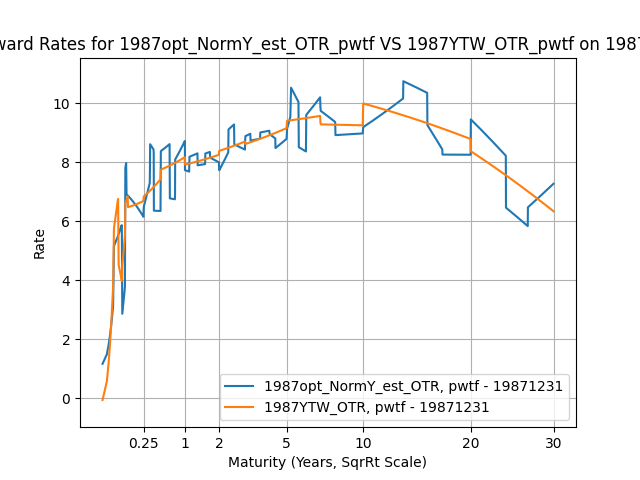 ward Rates for 1987opt_NormY_est_OTR_pwtf VS 1987YTW_OTR_pwtf on 1987
10
8
6
4
2
0
Rate
0.25 1 2 5 10 20 30
Maturity (Years, SqrRt Scale)
1987opt_NormY_est_OTR, pwtf - 19871231
1987YTW_OTR, pwtf - 19871231